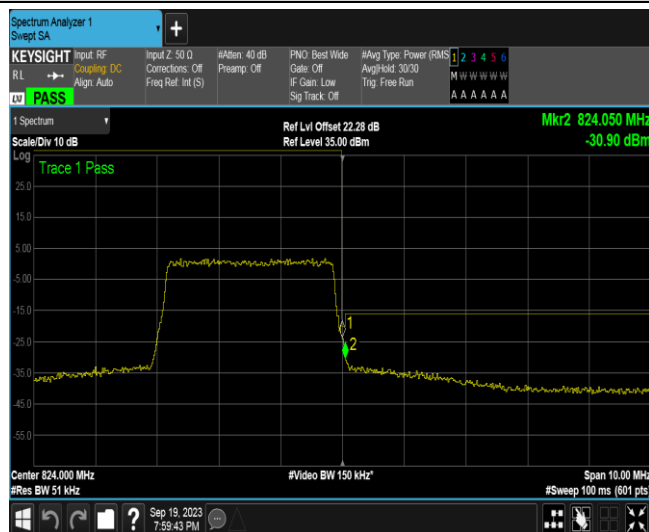 Spectrum Analyzer 1
Swept SA
+
KEYSIGHT Input: RF
RL Coupling: DC
Align: Auto
LXI PASS
Input Z: 50 Ω
Corrections: Off
Freq Ref: Int (S)
#Atten: 40 dB
Preamp: Off
PNO: Best Wide
Gate: Off
IF Gain: Low
Sig Track: Off
#Avg Type: Power (RMS
Avg|Hold: 30/30
Trig: Free Run
1 2 3 4 5 6
M W W W W W
A A A A A A
1 Spectrum
Scale/Div 10 dB
Ref Lvl Offset 22.28 dB
Ref Level 35.00 dBm
Mkr2 824.050 MHz
-30.90 dBm
Log
Trace 1 Pass
25.0
15.0
5.00
-5.00
-15.0
1
2
-25.0
-35.0
-45.0
-55.0
Center 824.000 MHz
#Res BW 51 kHz
#Video BW 150 kHz*
Span 10.00 MHz
#Sweep 100 ms (601 pts)
?
Sep 19, 2023
7:59:43 PM